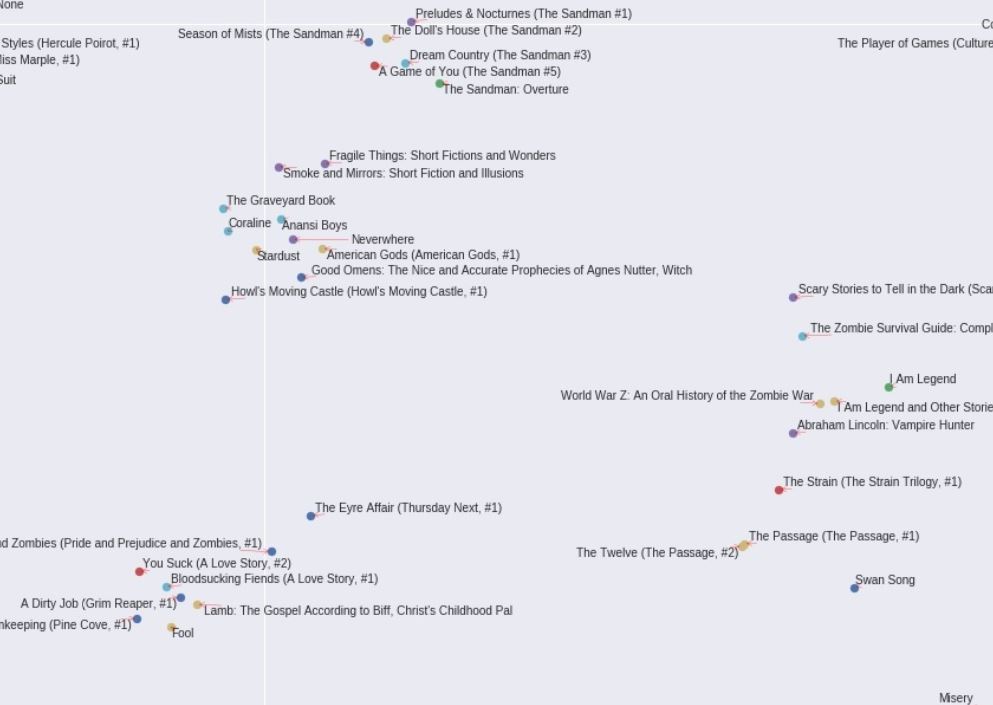 None
Preludes & Nocturnes (The Sandman #1)
Season of Mists (The Sandman #4)
The Doll's House (The Sandman #2)
Styles (Hercule Poirot, #1)
The Player of Games (Culture
Dream Country (The Sandman #3)
Marple, #1)
A Game of You (The Sandman #5)
Suit
The Sandman: Overture
Fragile Things: Short Fictions and Wonders
Smoke and Mirrors: Short Fiction and Illusions
The Graveyard Book
Coraline
Anansi Boys
Neverwhere
Stardust
American Gods (American Gods, #1)
Good Omens: The Nice and Accurate Prophecies of Agnes Nutter, Witch
Howl's Moving Castle (Howl's Moving Castle, #1)
Scary Stories to Tell in the Dark
The Zombie Survival Guide:
I Am Legend
World War Z: An Oral History of the Zombie War
I Am Legend and Other
Abraham Lincoln: Vampire Hunter
The Strain (The Strain Trilogy, #1)
The Eyre Affair (Thursday Next, #1)
The Passage (The Passage, #1)
Zombies (Pride and Prejudice and Zombies, #1)
The Twelve (The Passage, #2)
You Suck (A Love Story, #2)
Bloodsucking Fiends (A Love Story, #1)
Swan Song
A Dirty Job (Grim Reaper, #1)
Lamb: The Gospel According to Biff, Christ's Childhood Pal
(Pine Cove, #1)
Fool
Misery